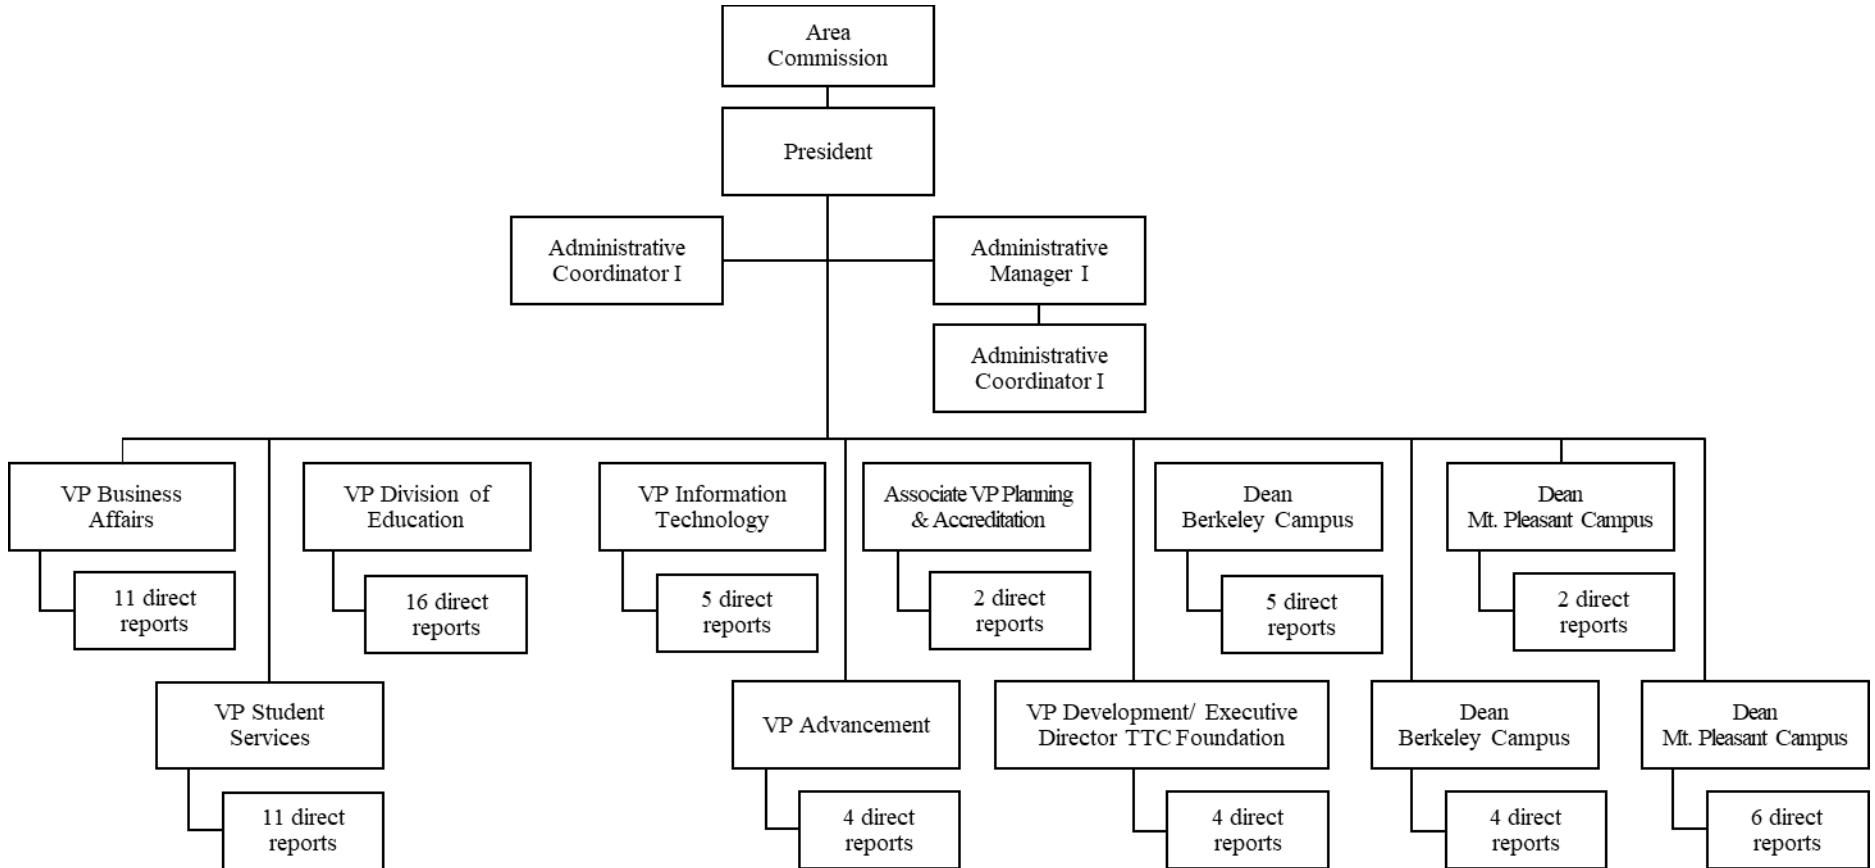 Area
Commission
President
Administrative
Coordinator I
Administrative
Manager I
Administrative
Coordinator I
VP Business
Affairs
11 direct
reports
VP Division of
Education
16 direct
reports
VP Information
Technology
5 direct
reports
Associate VP Planning
& Accreditation
2 direct
reports
Dean
Berkeley Campus
5 direct
reports
Dean
Mt. Pleasant Campus
2 direct
reports
VP Student
Services
11 direct
reports
VP Advancement
4 direct
reports
VP Development/ Executive
Director TTC Foundation
4 direct
reports
Dean
Berkeley Campus
4 direct
reports
Dean
Mt. Pleasant Campus
6 direct
reports